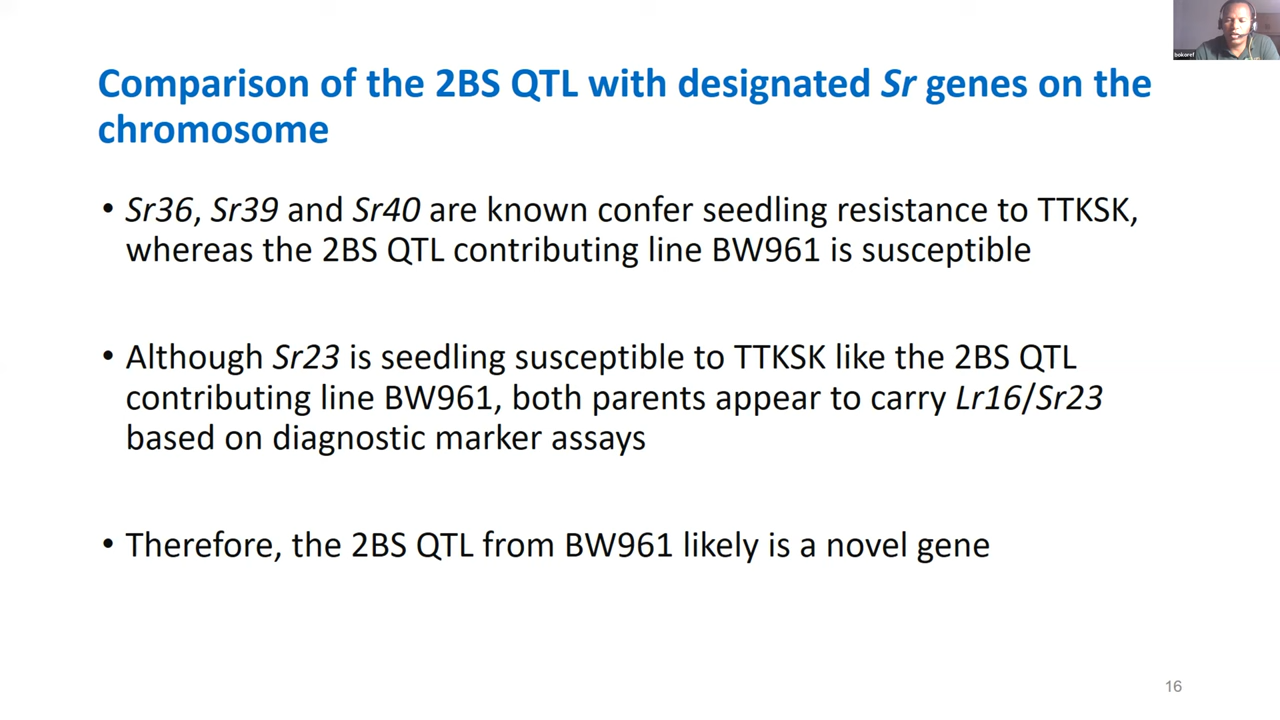 Comparison of the 2BS QTL with designated Sr genes on the
chromosome
• Sr36, Sr39 and Sr40 are known confer seedling resistance to TTKSK,
whereas the 2BS QTL contributing line BW961 is susceptible
• Although Sr23 is seedling susceptible to TTKSK like the 2BS QTL
contributing line BW961, both parents appear to carry Lr16/Sr23
based on diagnostic marker assays
• Therefore, the 2BS QTL from BW961 likely is a novel gene
16
bokoref